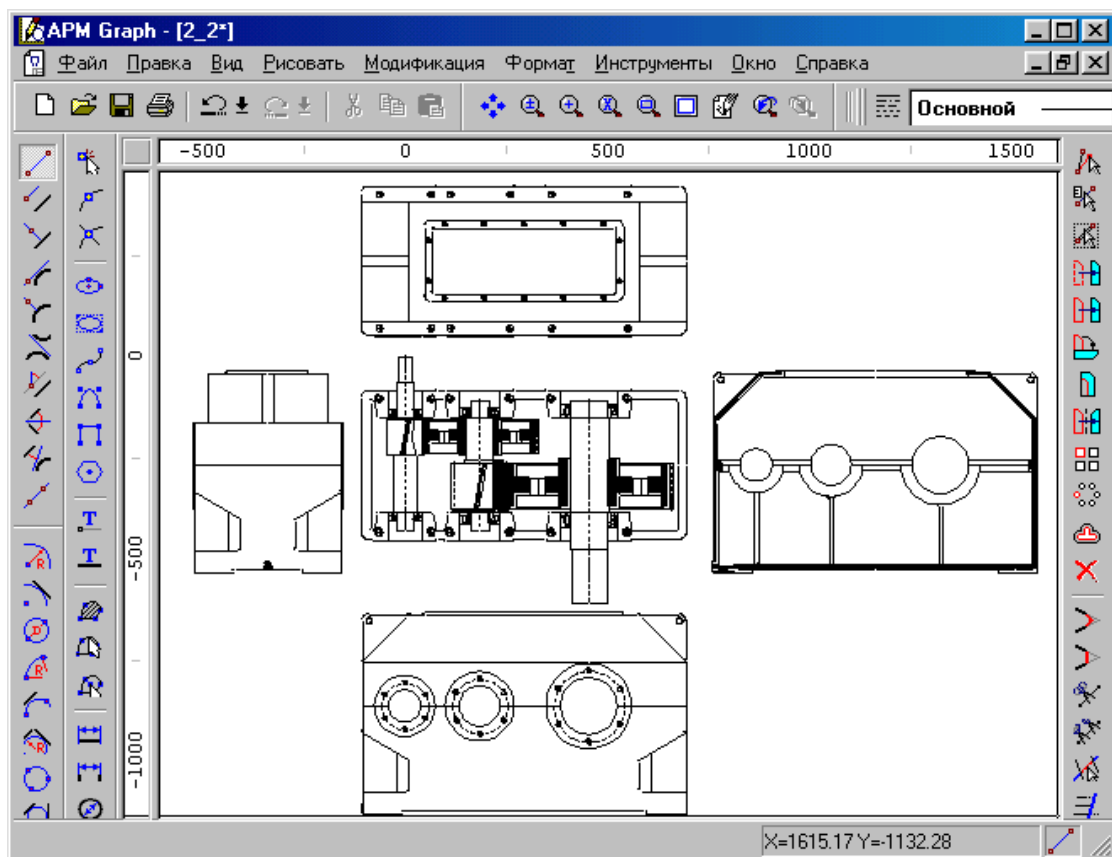 APM Graph - [2_2*]
Файл Правка Вид Рисовать Модификация Формат Инструменты Окно Справка
Основной
-500 0 500 1000 1500
0
-500
-1000
X=1615.17 Y=-1132.28